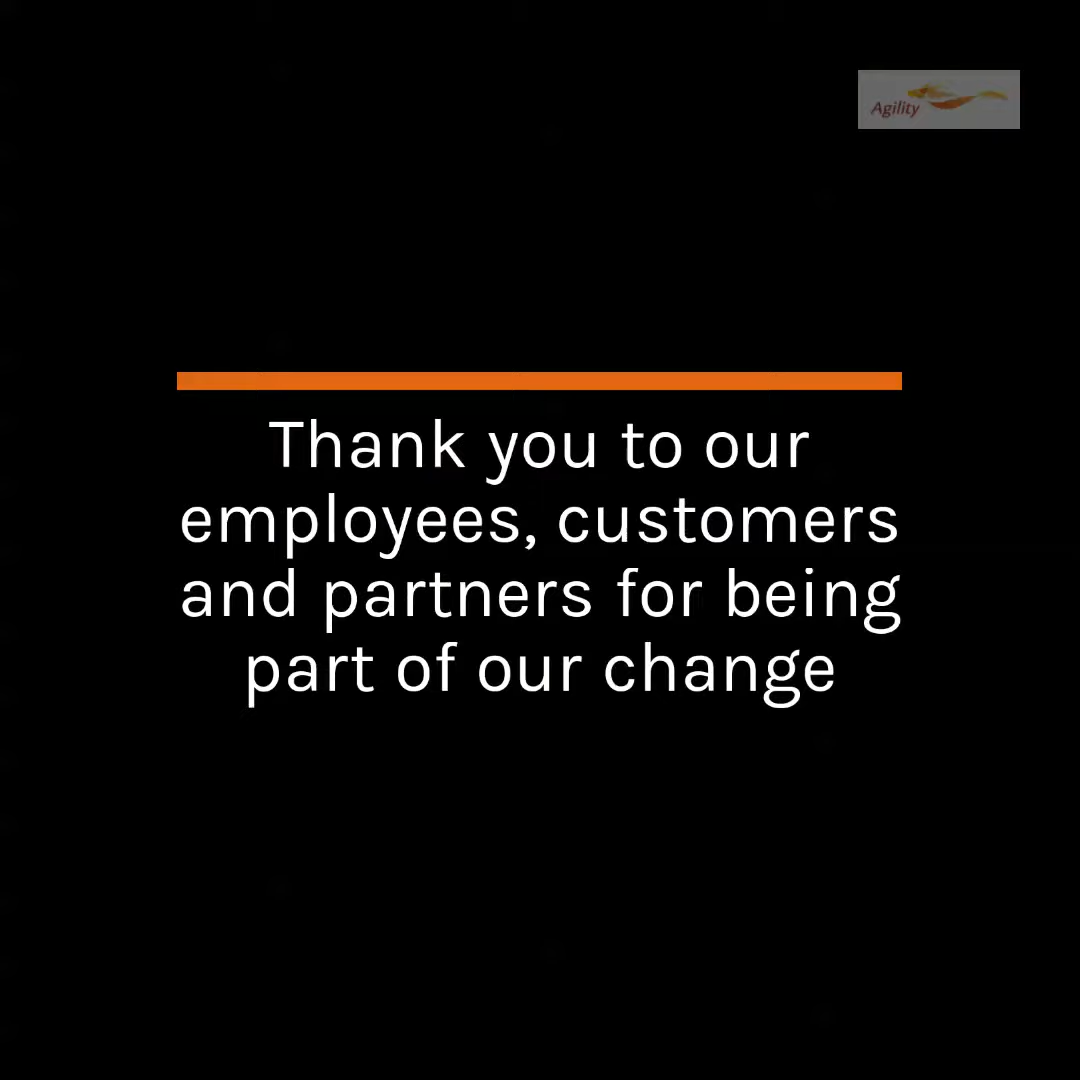 Agility
Thank you to our
employees, customers
and partners for being
part of our change